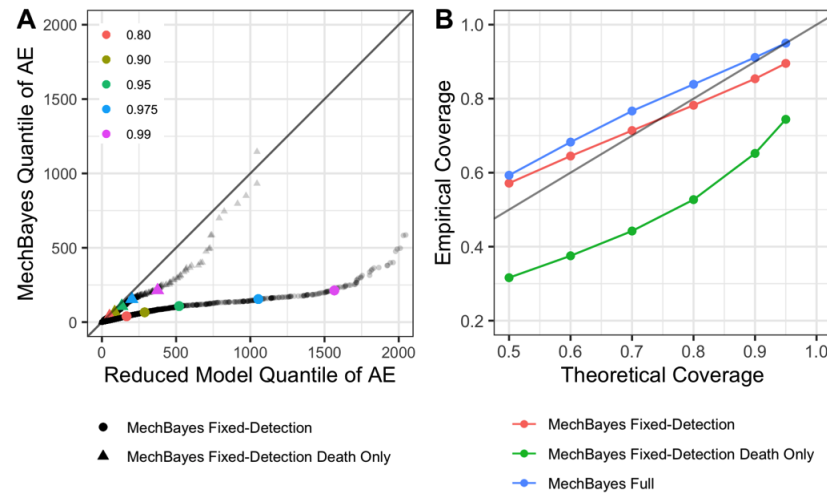 A
MechBayes Quantile of AE
2000
1500
1000
500
0
0.80
0.90
0.95
0.975
0.99
0 500 1000 1500 2000
Reduced Model Quantile of AE
MechBayes Fixed-Detection
MechBayes Fixed-Detection Death Only
B
Empirical Coverage
1.0
0.8
0.6
0.4
0.2
0.5 0.6 0.7 0.8 0.9 1.0
Theoretical Coverage
MechBayes Fixed-Detection
MechBayes Fixed-Detection Death Only
MechBayes Full